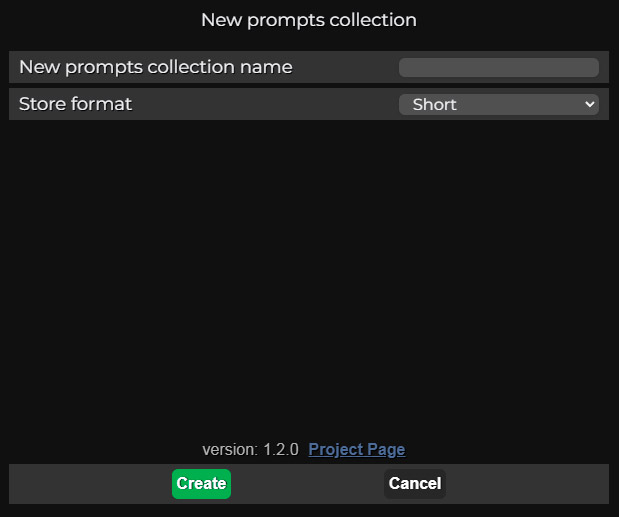 New prompts collection
New prompts collection name
Store format Short
version: 1.2.0 Project Page
Create Cancel